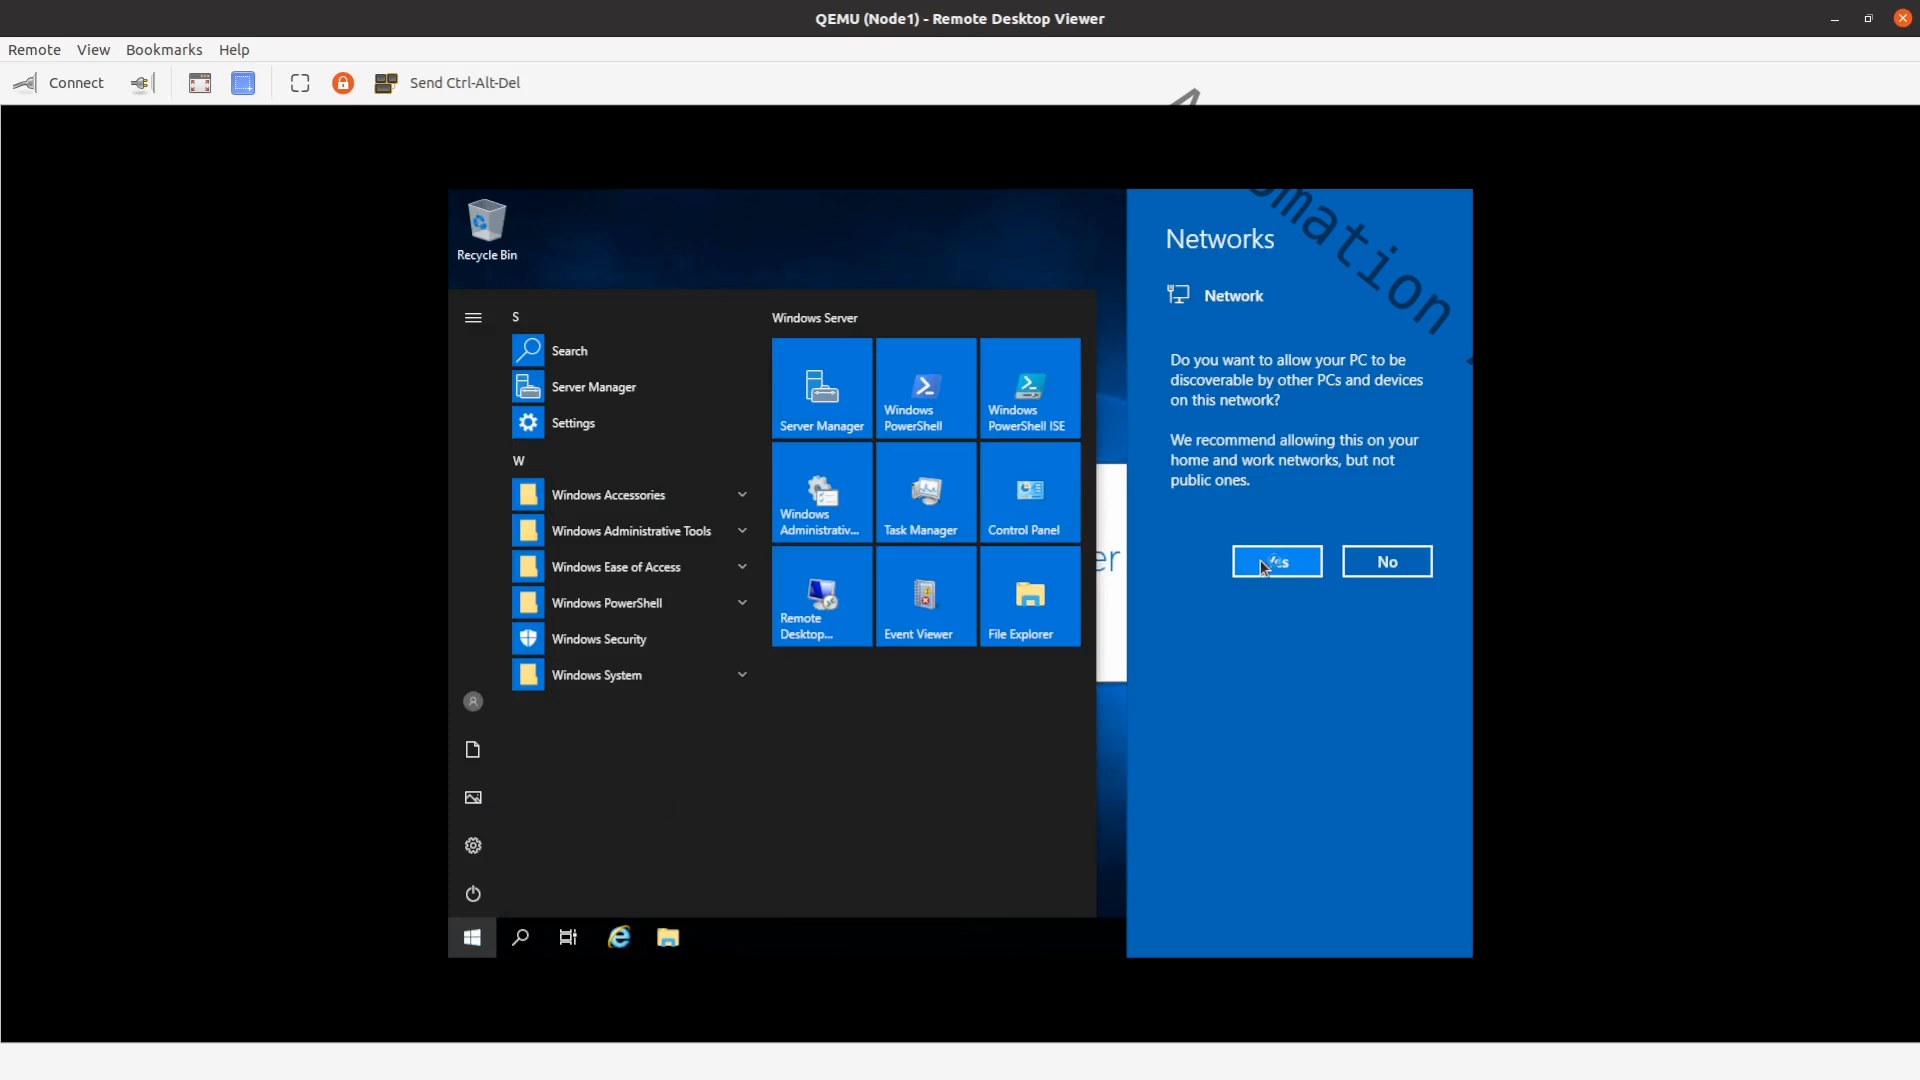 QEMU (Node1) - Remote Desktop Viewer
Remote View Bookmarks Help
Connect Send Ctrl-Alt-Del
Recycle Bin
S
Search
Server Manager
Settings
W
Windows Accessories
Windows Administrative Tools
Windows Ease of Access
Windows PowerShell
Windows Security
Windows System
Windows Server
Server Manager
Windows
PowerShell
Windows
PowerShell ISE
Windows
Administrativ...
Task Manager
Control Panel
Remote
Desktop...
Event Viewer
File Explorer
er
Networks
Network
Do you want to allow your PC to be
discoverable by other PCs and devices
on this network?
We recommend allowing this on your
home and work networks, but not
public ones.
No